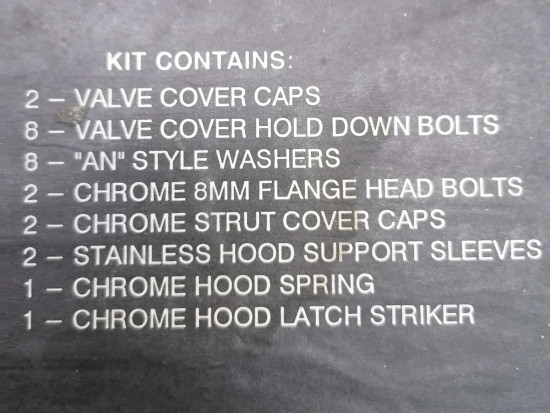 KIT CONTAINS:
2 – VALVE COVER CAPS
8 – VALVE COVER HOLD DOWN BOLTS
8 – "AN" STYLE WASHERS
2 – CHROME 8MM FLANGE HEAD BOLTS
2 – CHROME STRUT COVER CAPS
2 – STAINLESS HOOD SUPPORT SLEEVES
1 – CHROME HOOD SPRING
1 – CHROME HOOD LATCH STRIKER